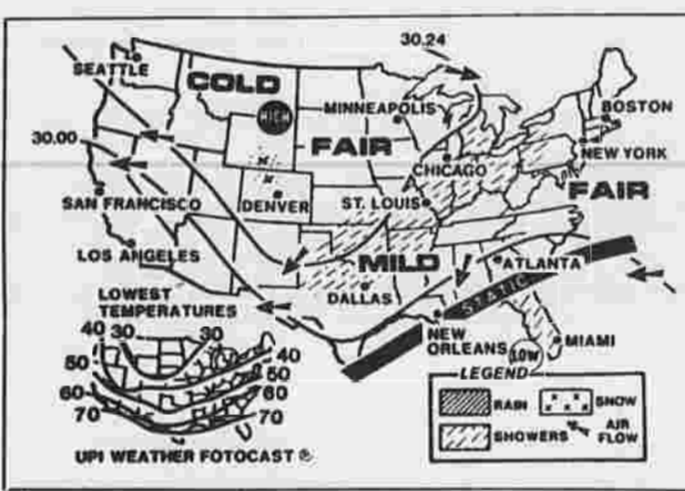 30.24
SEATTLE
COLD
HIGH
MINNEAPOLIS
BOSTON
30.00
FAIR
NEW YORK
CHICAGO
FAIR
SAN FRANCISCO
DENVER
ST. LOUIS
LOS ANGELES
MILD
ATLANTA
LOWEST
TEMPERATURES
DALLAS
STATIC
40 30 30
40
50
50
60
60
70
70
NEW
ORLEANS
LOW
MIAMI
LEGEND
RAIN
SNOW
SHOWERS
AIR
FLOW
UPI WEATHER FOTOCAST ®